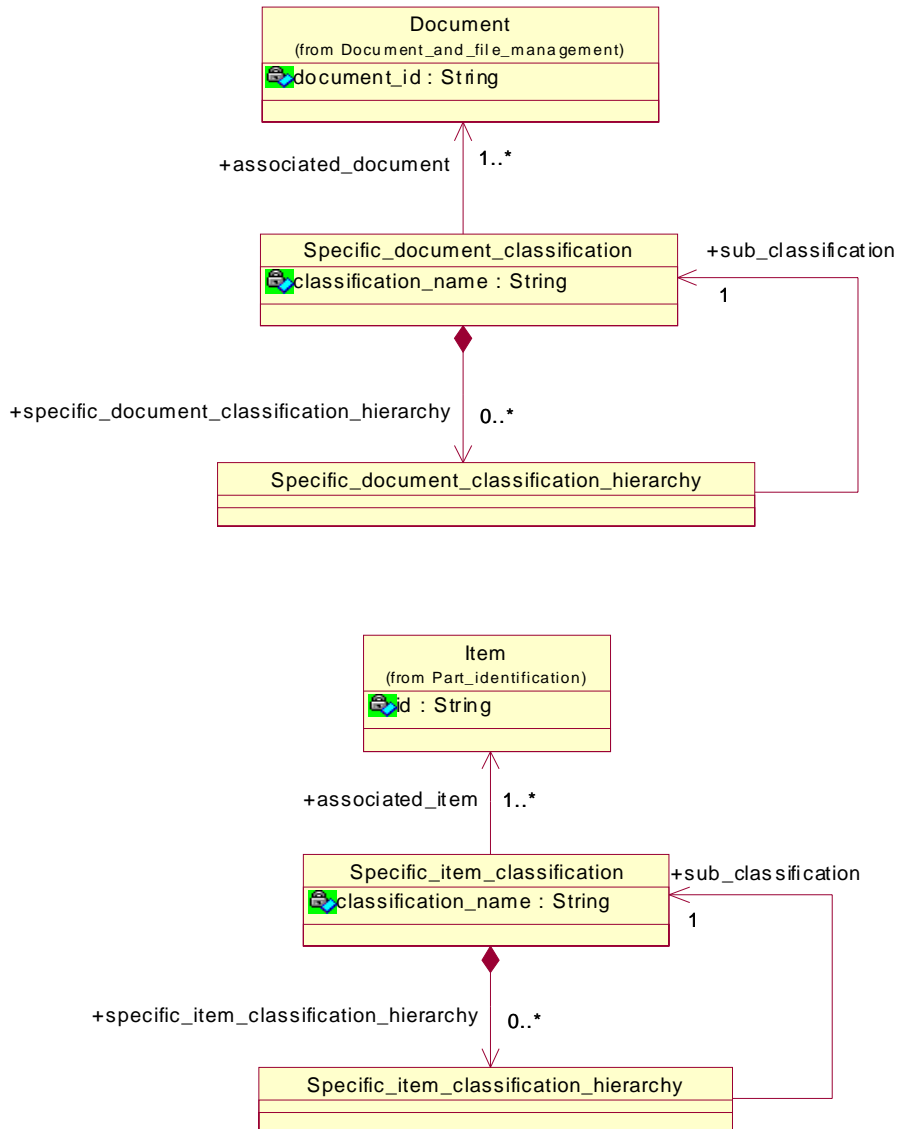 Document
(from Document_and_file_management)
document_id : String
+associated_document
1..*
Specific_document_classification
classification_name : String
+sub_classification
1
+specific_document_classification_hierarchy
0..*
Specific_document_classification_hierarchy
Item
(from Part_identification)
id : String
+associated_item
1..*
Specific_item_classification
classification_name : String
+sub_classification
1
+specific_item_classification_hierarchy
0..*
Specific_item_classification_hierarchy